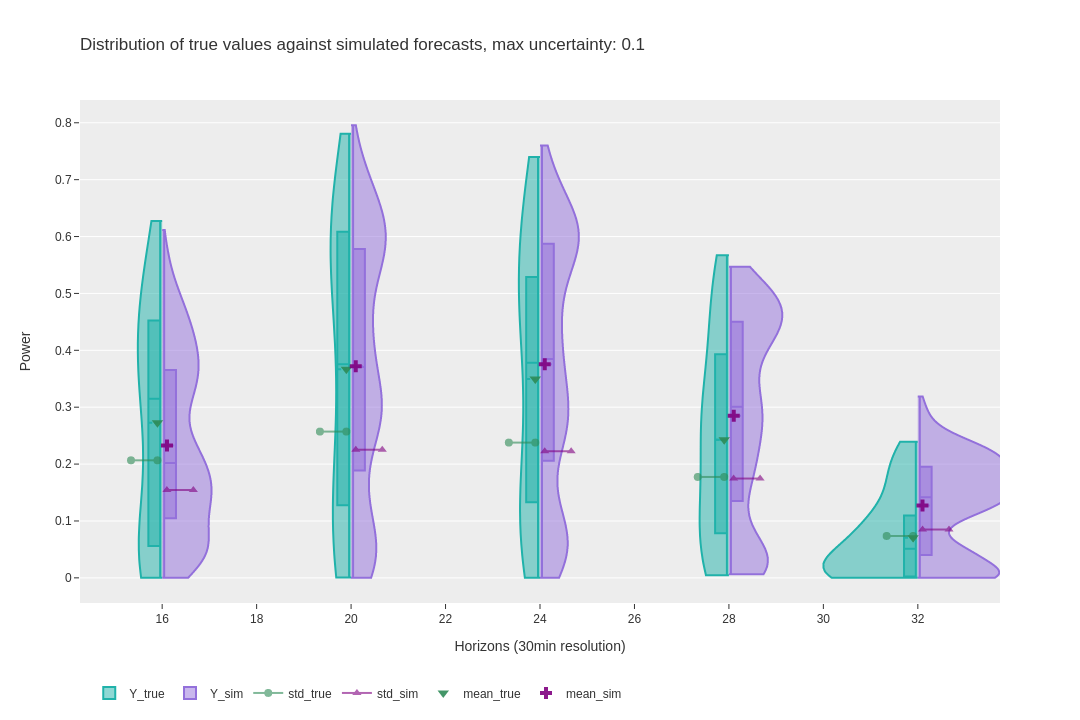 Distribution of true values against simulated forecasts, max uncertainty: 0.1
0.8
0.7
0.6
0.5
0.4
0.3
0.2
0.1
0
Power
16 18 20 22 24 26 28 30 32
Horizons (30min resolution)
Y_true Y_sim std_true std_sim mean_true mean_sim